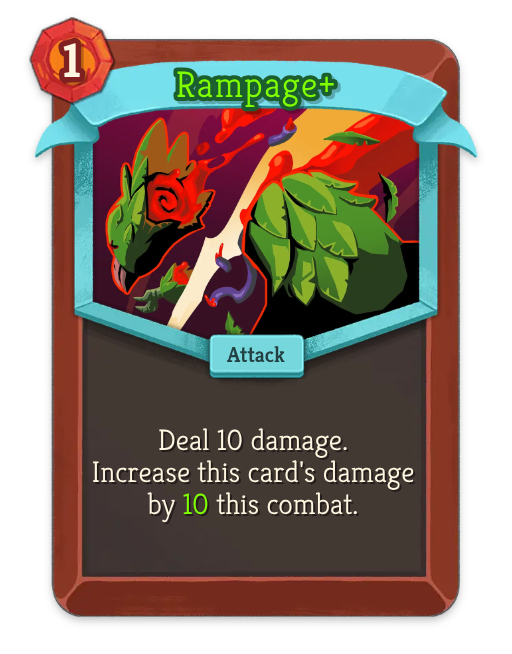 1
Rampage+
Attack
Deal 10 damage.
Increase this card's damage
by 10 this combat.